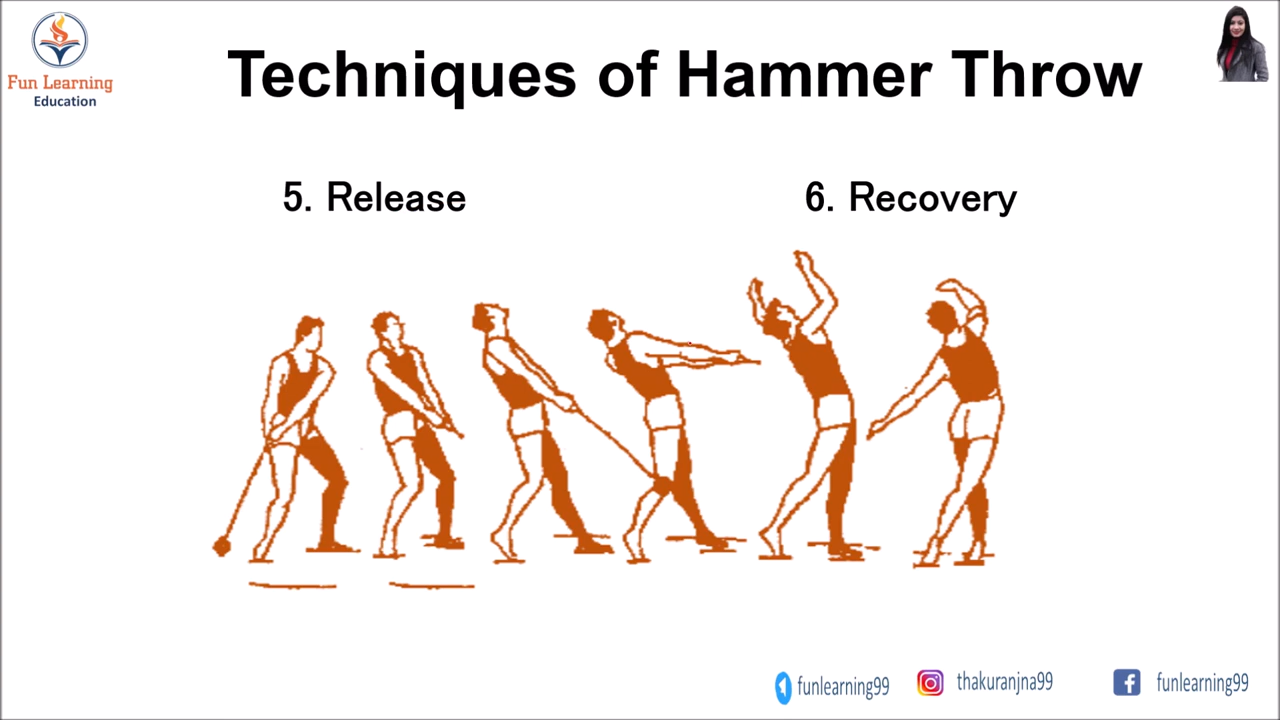 Fun Learning
Education
Techniques of Hammer Throw
5. Release
6. Recovery
funlearning99
thakuranjna99
funlearning99